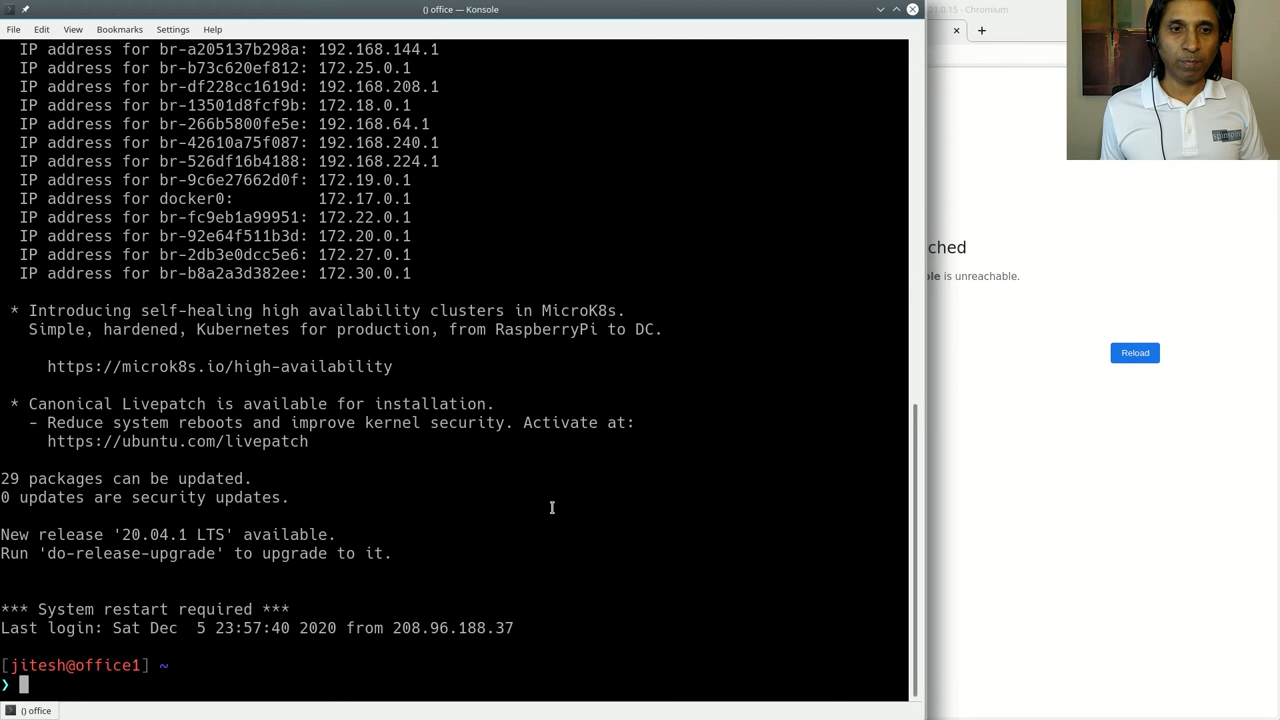 () office — Konsole
File Edit View Bookmarks Settings Help
IP address for br-a205137b298a: 192.168.144.1
IP address for br-b73c620ef812: 172.25.0.1
IP address for br-df228cc1619d: 192.168.208.1
IP address for br-13501d8fcf9b: 172.18.0.1
IP address for br-266b5800fe5e: 192.168.64.1
IP address for br-42610a75f087: 192.168.240.1
IP address for br-526df16b4188: 192.168.224.1
IP address for br-9c6e27662d0f: 172.19.0.1
IP address for docker0: 172.17.0.1
IP address for br-fc9eb1a99951: 172.22.0.1
IP address for br-92e64f511b3d: 172.20.0.1
IP address for br-2db3e0dcc5e6: 172.27.0.1
IP address for br-b8a2a3d382ee: 172.30.0.1
* Introducing self-healing high availability clusters in MicroK8s.
Simple, hardened, Kubernetes for production, from RaspberryPi to DC.
https://microk8s.io/high-availability
* Canonical Livepatch is available for installation.
- Reduce system reboots and improve kernel security. Activate at:
https://ubuntu.com/livepatch
29 packages can be updated.
0 updates are security updates.
New release '20.04.1 LTS' available.
Run 'do-release-upgrade' to upgrade to it.
*** System restart required ***
Last login: Sat Dec 5 23:57:40 2020 from 208.96.188.37
[jitesh@office1] ~
❯
() office
.0.15 - Chromium
ched
is unreachable.
Reload
spinspire